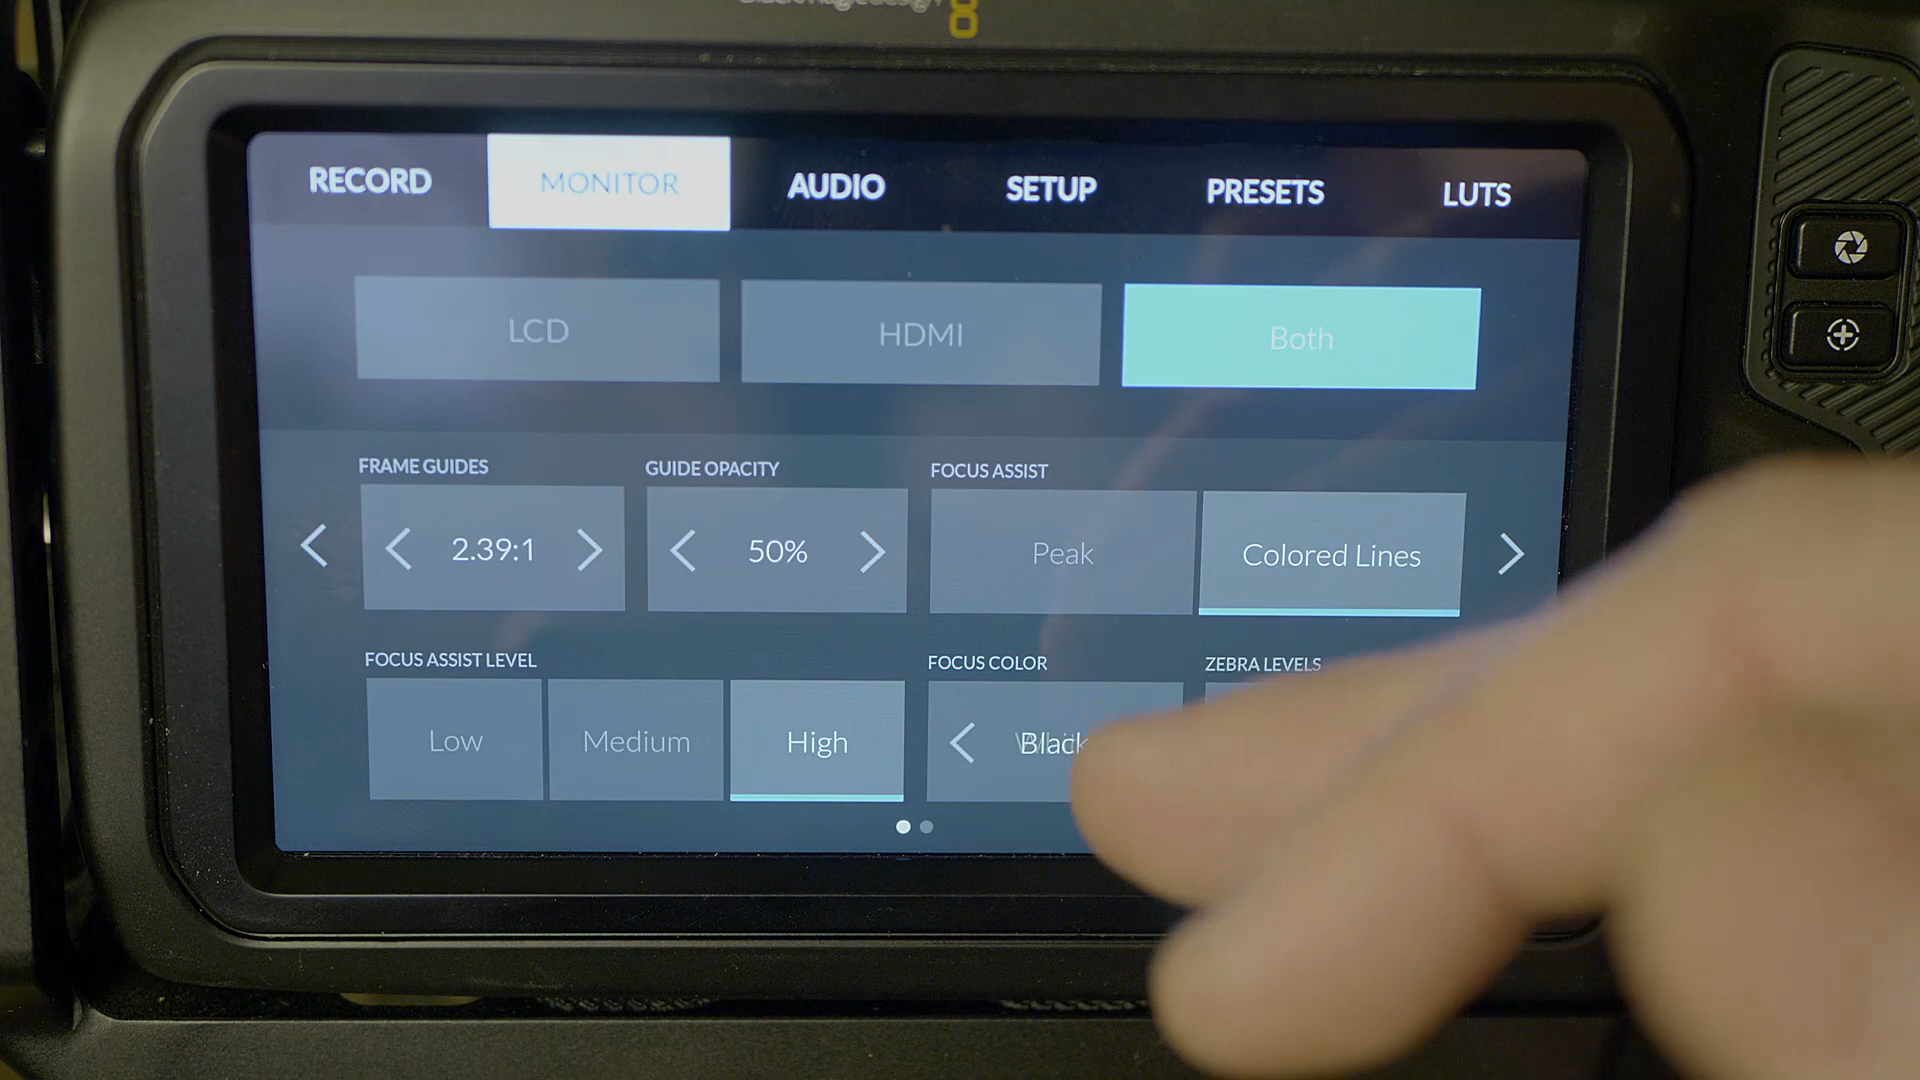 RECORD MONITOR AUDIO SETUP PRESETS LUTS
LCD HDMI Both
FRAME GUIDES GUIDE OPACITY FOCUS ASSIST
2.39:1 50% Peak Colored Lines
FOCUS ASSIST LEVEL FOCUS COLOR ZEBRA LEVELS
Low Medium High Black